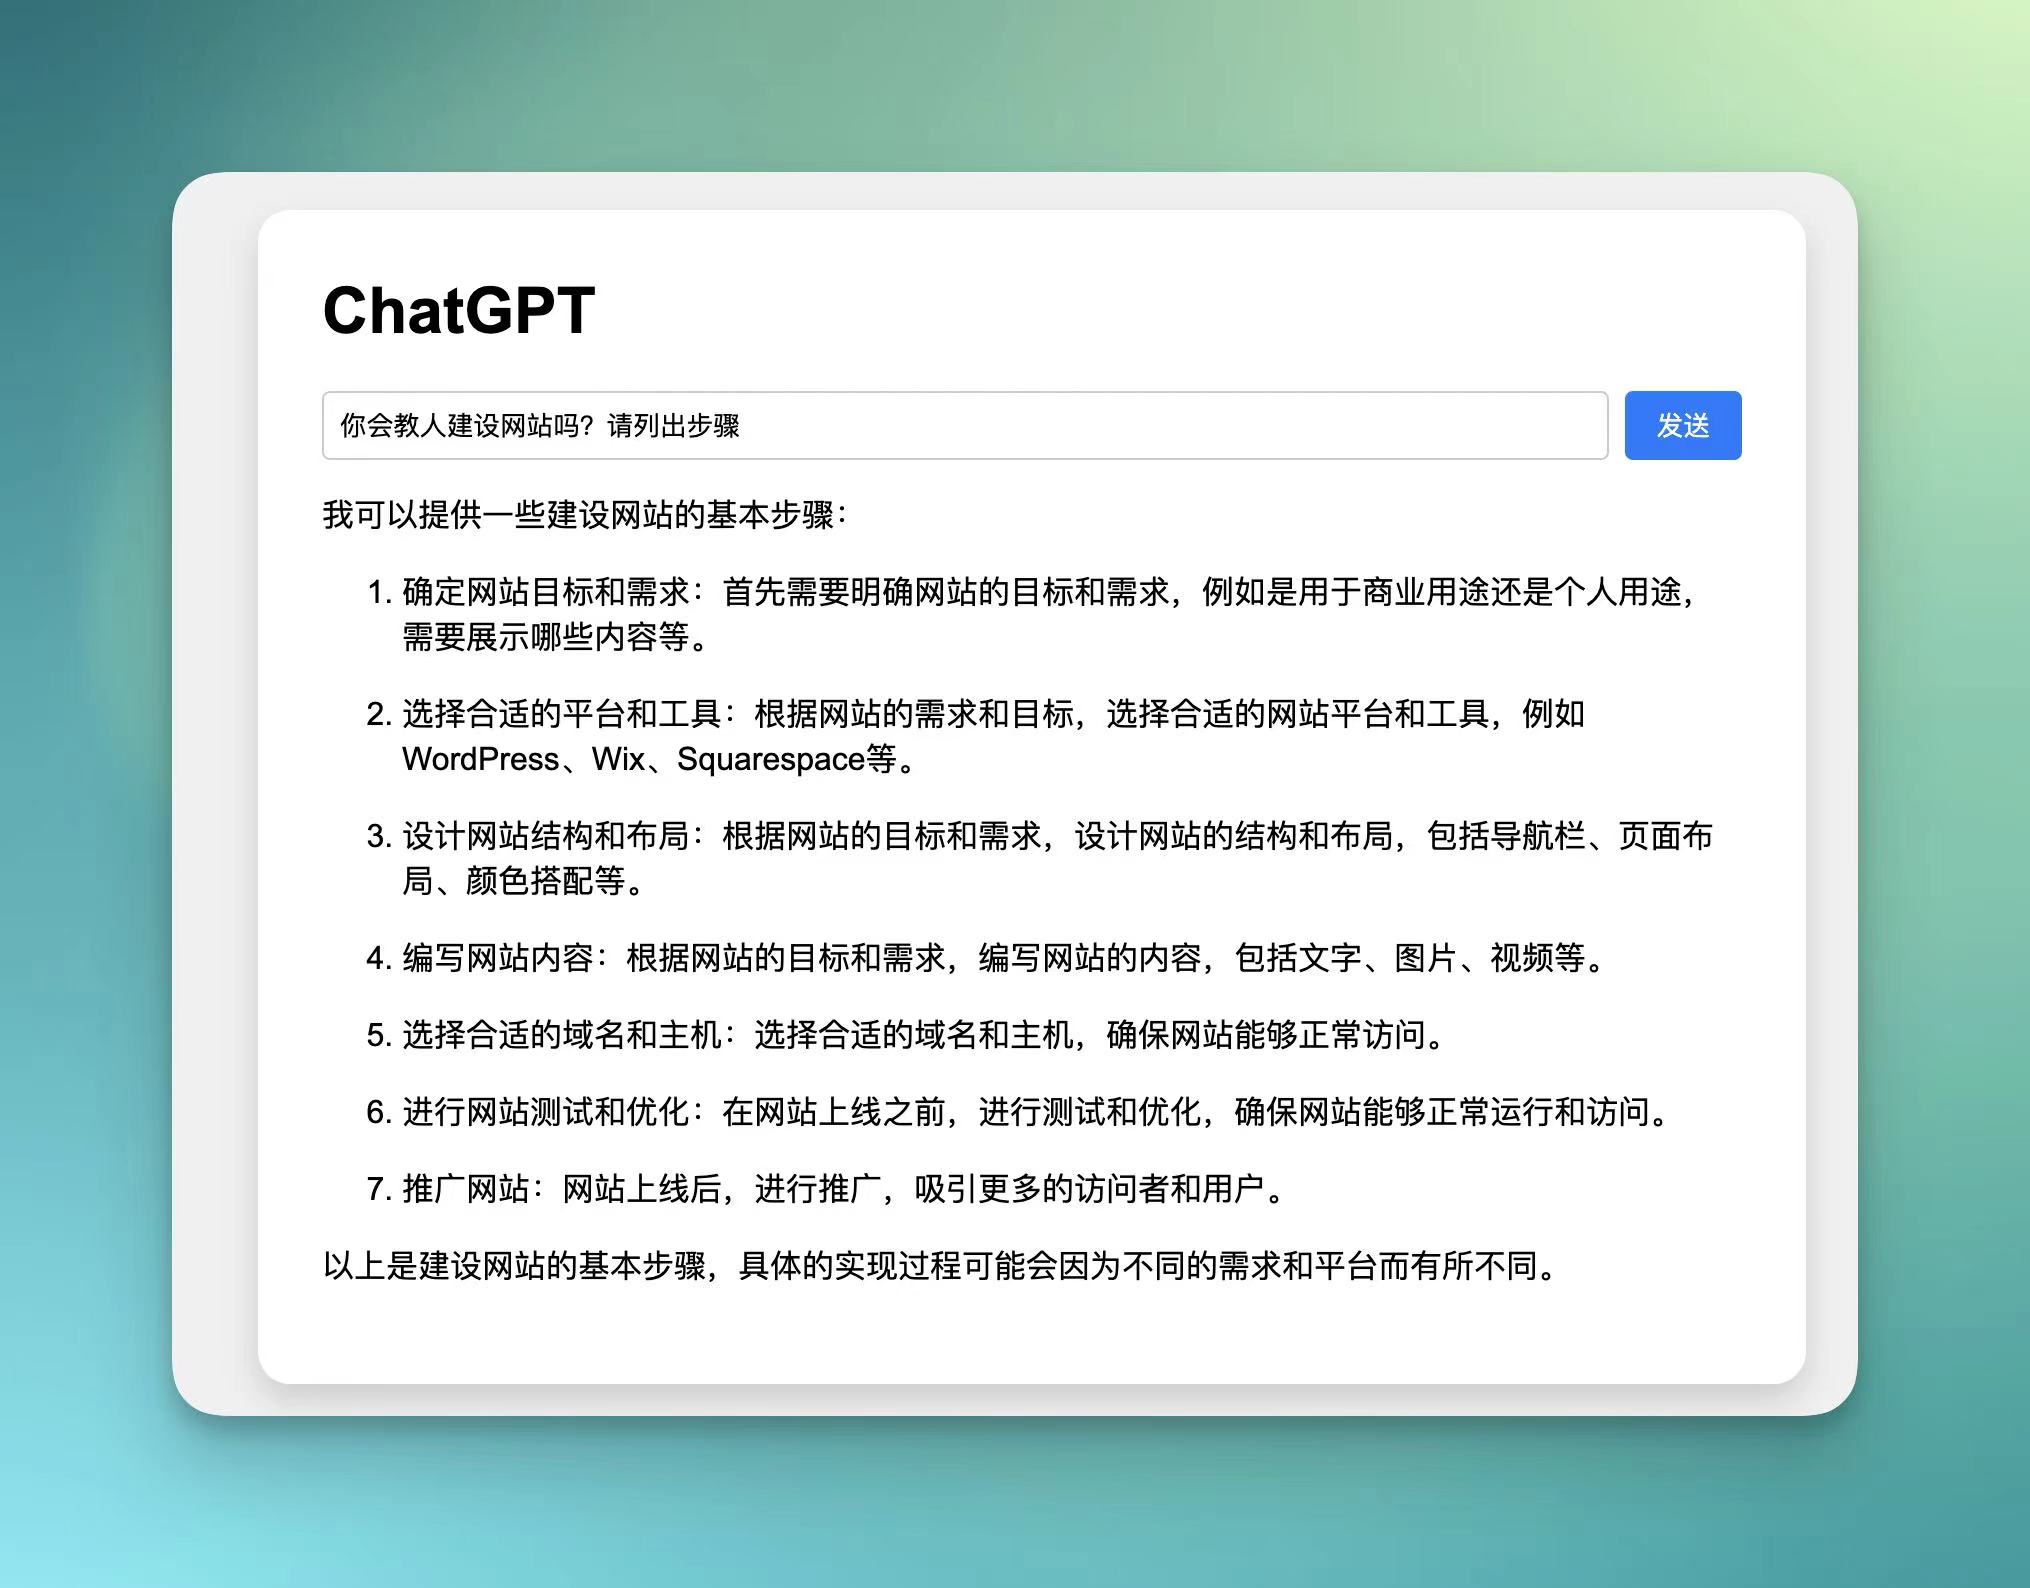 ChatGPT
你会教人建设网站吗？请列出步骤
发送
我可以提供一些建设网站的基本步骤：
1. 确定网站目标和需求：首先需要明确网站的目标和需求，例如是用于商业用途还是个人用途，
需要展示哪些内容等。
2. 选择合适的平台和工具：根据网站的需求和目标，选择合适的网站平台和工具，例如
WordPress、Wix、Squarespace等。
3. 设计网站结构和布局：根据网站的目标和需求，设计网站的结构和布局，包括导航栏、页面布
局、颜色搭配等。
4. 编写网站内容：根据网站的目标和需求，编写网站的内容，包括文字、图片、视频等。
5. 选择合适的域名和主机：选择合适的域名和主机，确保网站能够正常访问。
6. 进行网站测试和优化：在网站上线之前，进行测试和优化，确保网站能够正常运行和访问。
7. 推广网站：网站上线后，进行推广，吸引更多的访问者和用户。
以上是建设网站的基本步骤，具体的实现过程可能会因为不同的需求和平台而有所不同。